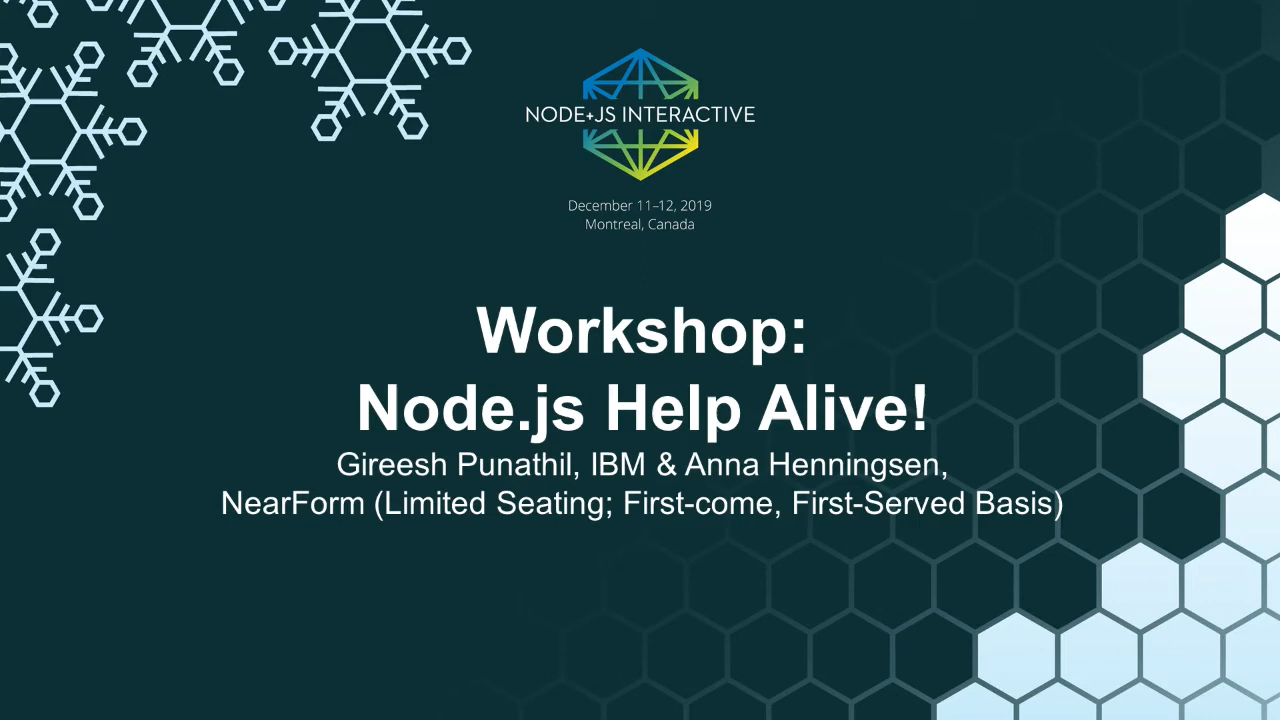 NODE+JS INTERACTIVE
December 11–12, 2019
Montreal, Canada
Workshop:
Node.js Help Alive!
Gireesh Punathil, IBM & Anna Henningsen,
NearForm (Limited Seating; First-come, First-Served Basis)